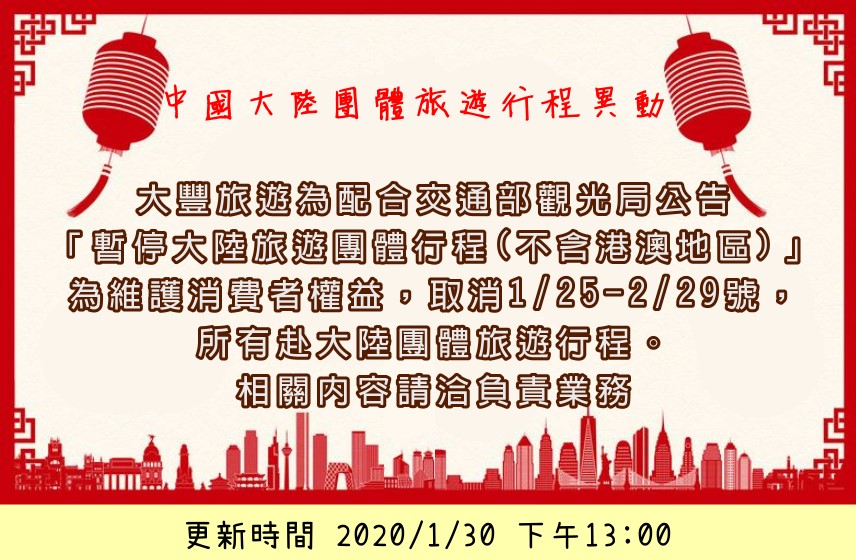 中國大陸團體旅遊行程異動
大豐旅遊為配合交通部觀光局公告
「暫停大陸旅遊團體行程(不含港澳地區)」
為維護消費者權益，取消1/25-2/29號，
所有赴大陸團體旅遊行程。
相關內容請洽負責業務
更新時間 2020/1/30 下午13:00